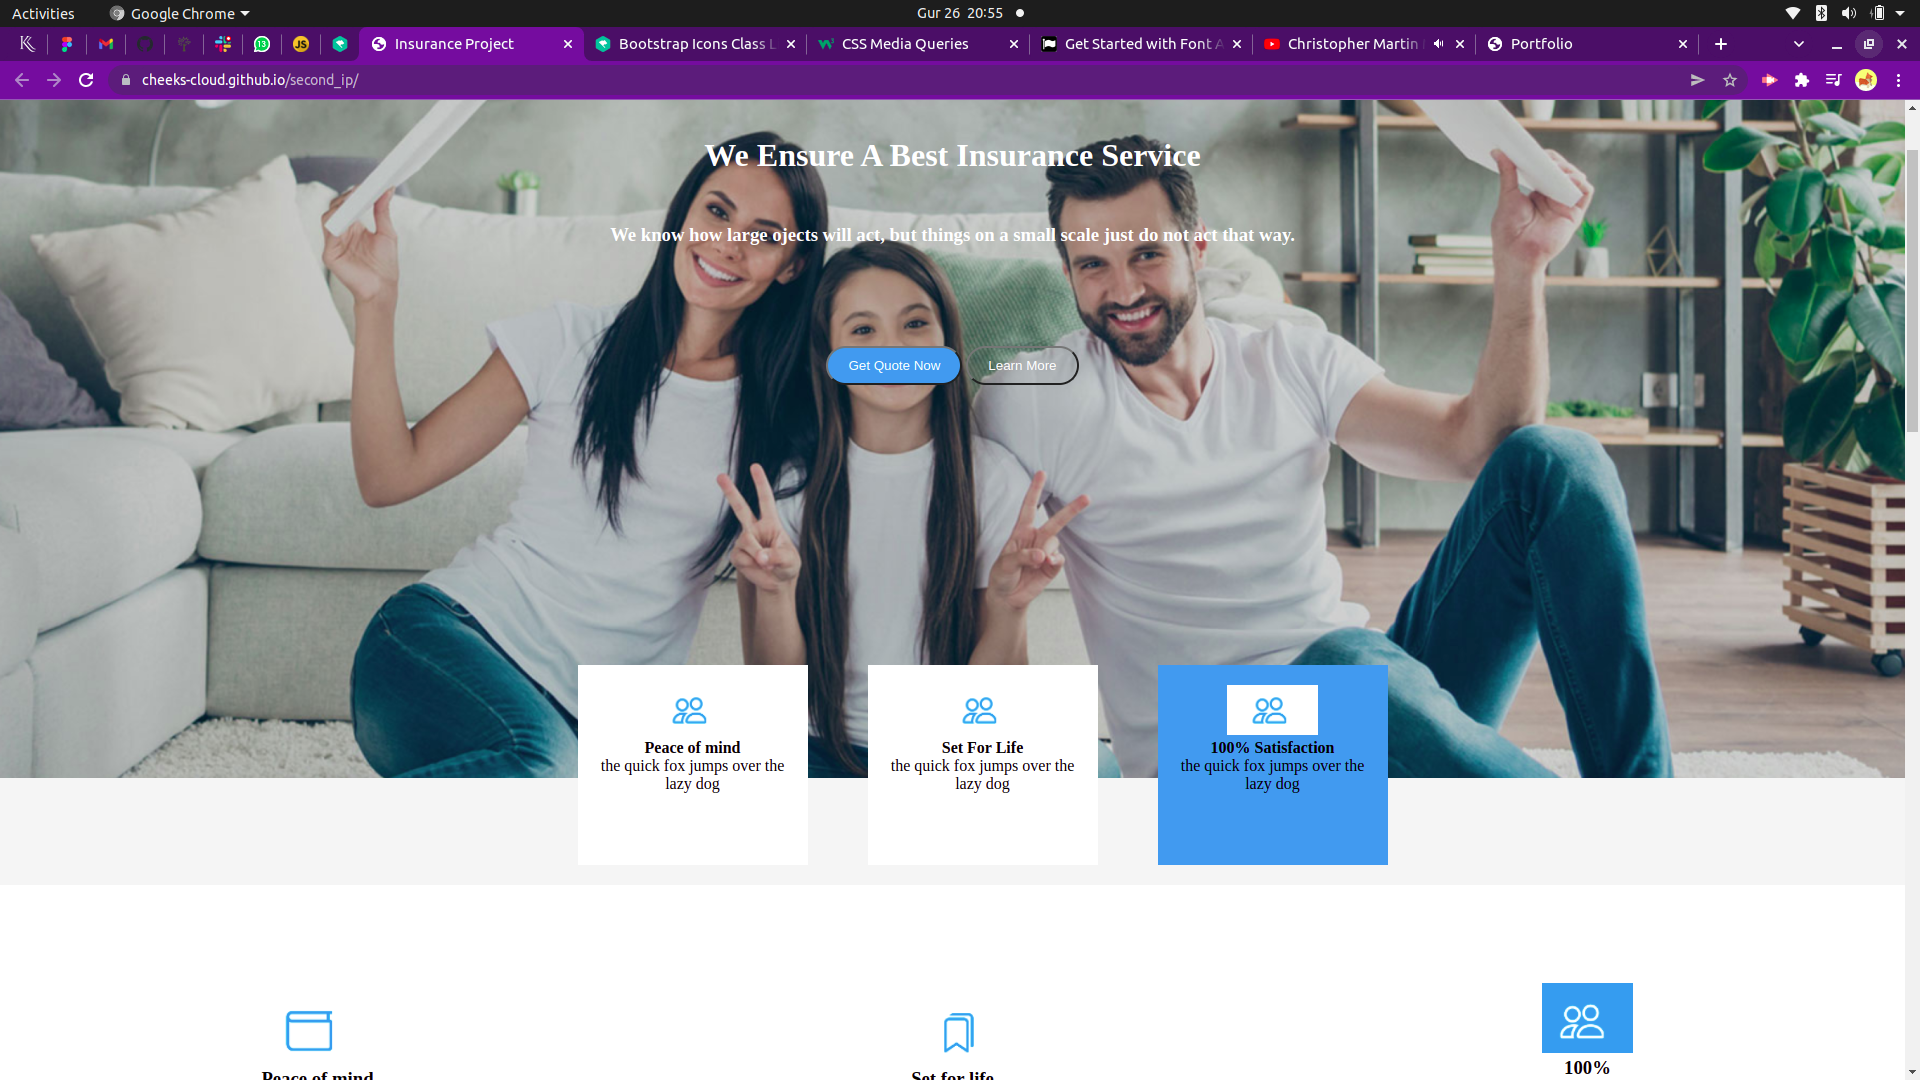 Activities
Google Chrome
Gur 26 20:55
13
JS
Insurance Project
Bootstrap Icons Class L
CSS Media Queries
Get Started with Font A
Christopher Martin
Portfolio
cheeks-cloud.github.io/second_ip/
We Ensure A Best Insurance Service
We know how large ojects will act, but things on a small scale just do not act that way.
Get Quote Now
Learn More
Peace of mind
the quick fox jumps over the
lazy dog
Set For Life
the quick fox jumps over the
lazy dog
100% Satisfaction
the quick fox jumps over the
lazy dog
Peace of mind
Set for life
100%